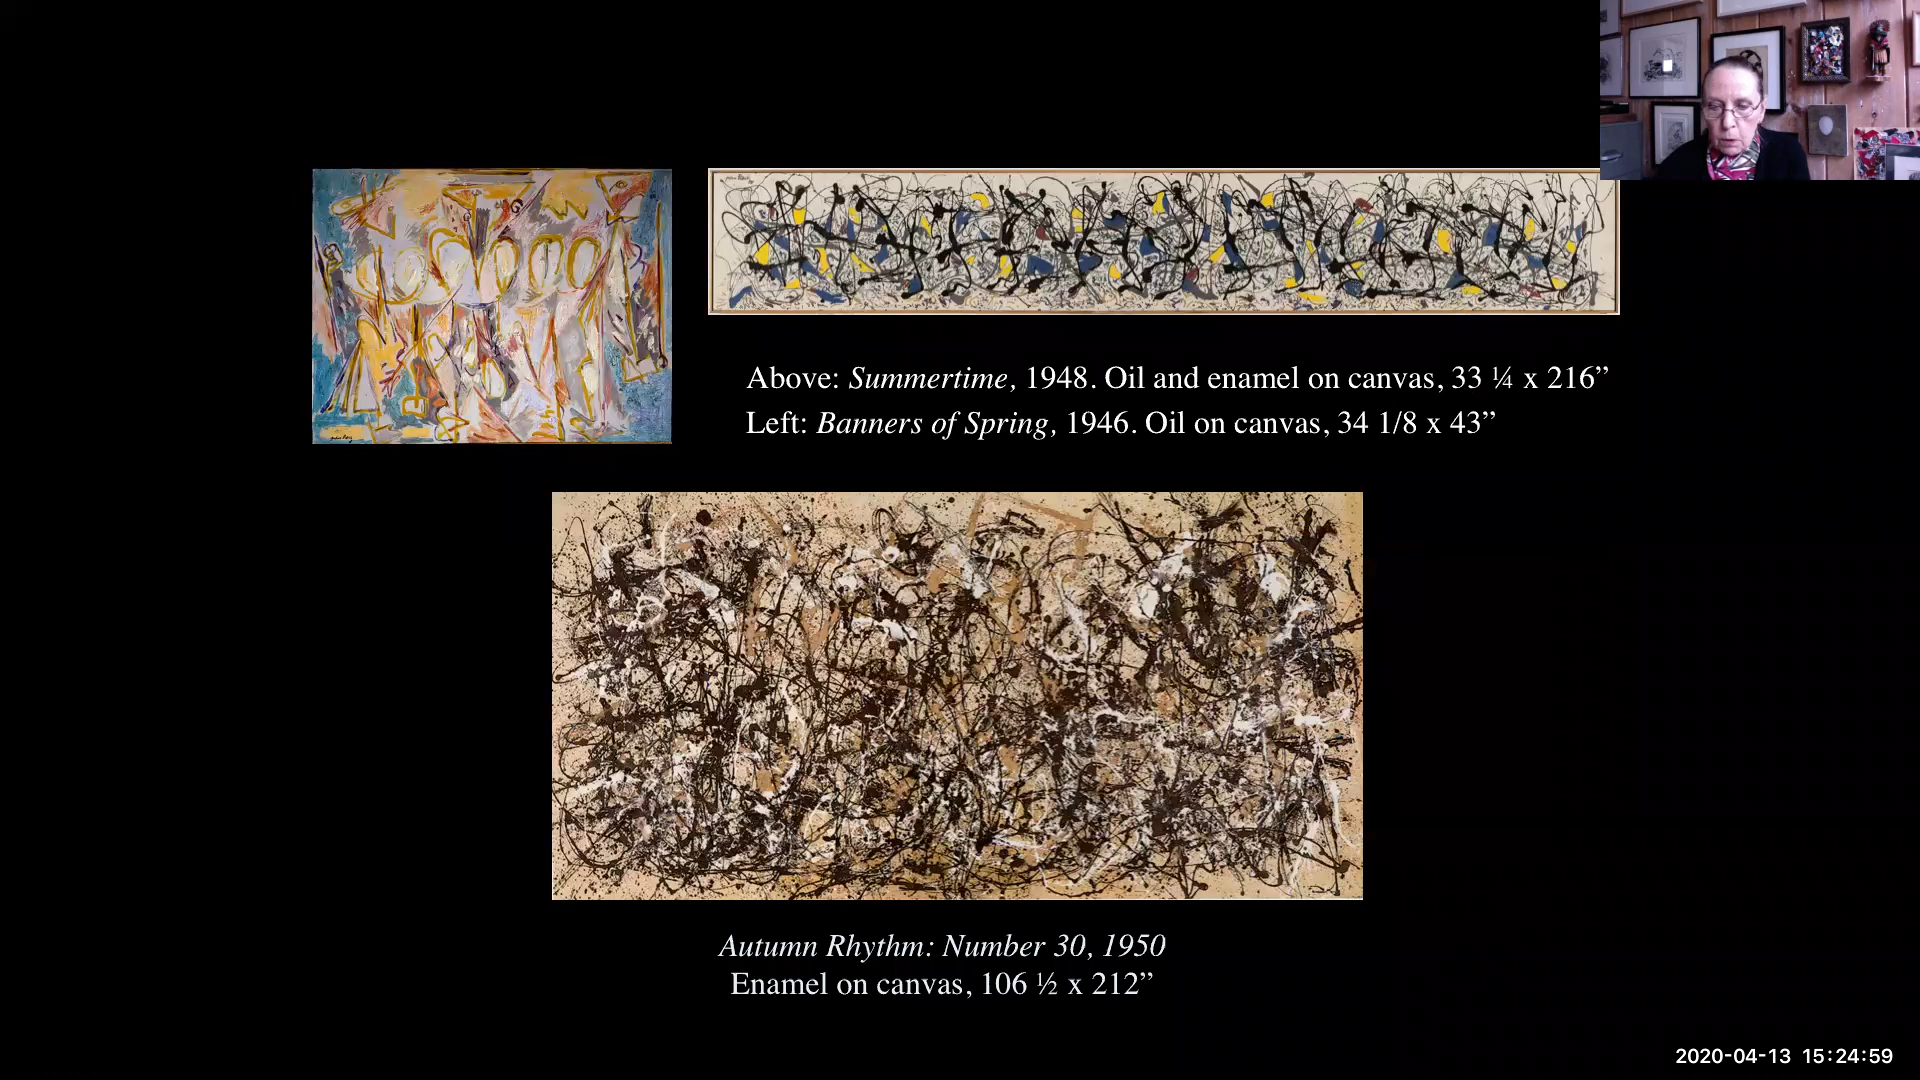 Above: Summertime, 1948. Oil and enamel on canvas, 33 ¼ x 216”
Left: Banners of Spring, 1946. Oil on canvas, 34 1/8 x 43”
Autumn Rhythm: Number 30, 1950
Enamel on canvas, 106 ½ x 212”
2020-04-13 15:24:59